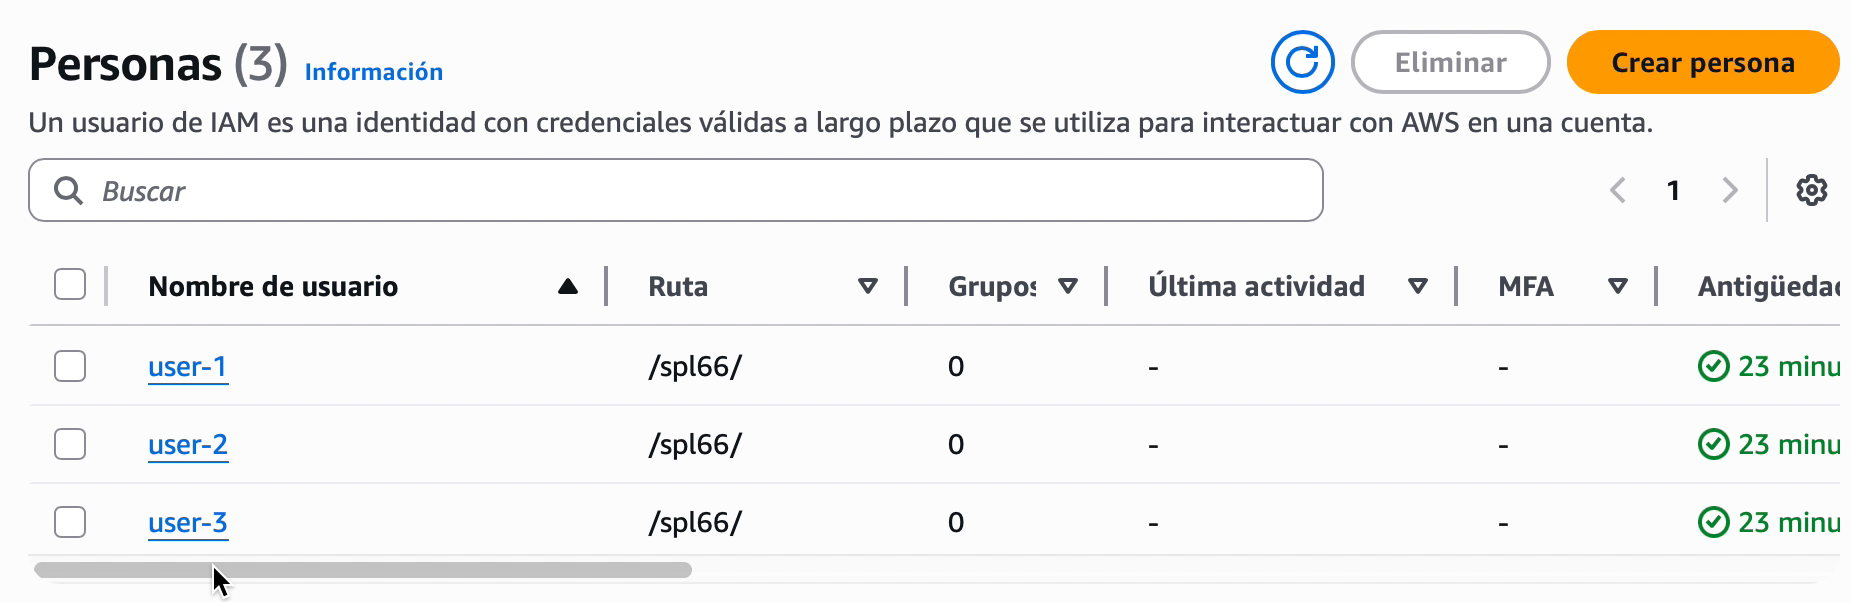 Personas (3) Información
Eliminar
Crear persona
Un usuario de IAM es una identidad con credenciales válidas a largo plazo que se utiliza para interactuar con AWS en una cuenta.
Buscar
1
Nombre de usuario Ruta Grupos Última actividad MFA Antigüedad
user-1 /spl66/ 0 - - 23 minu
user-2 /spl66/ 0 - - 23 minu
user-3 /spl66/ 0 - - 23 minu